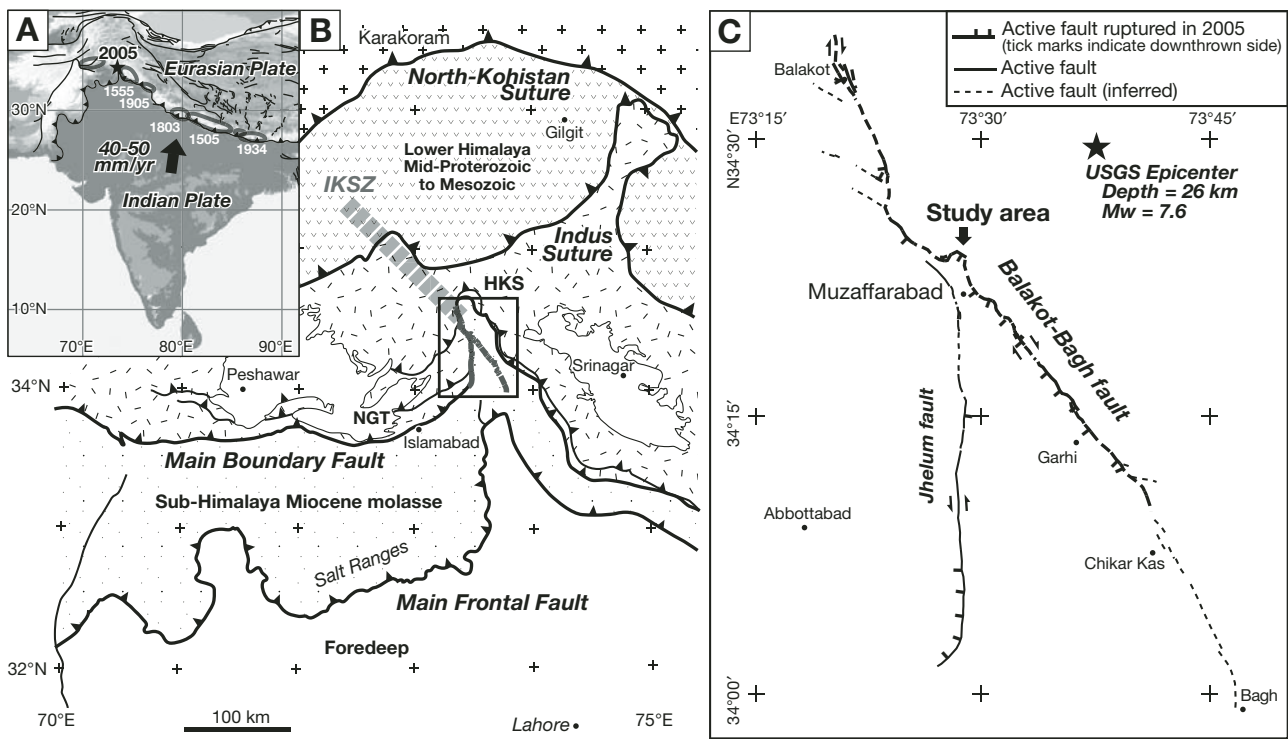 A
2005
Eurasian Plate
1555
1905
30°N
1803
1505
1934
40-50
mm/yr
Indian Plate
20°N
10°N
70°E
80°E
90°E
B
Karakoram
North-Kohistan
Suture
Gilgit
Lower Himalaya
Mid-Proterozoic
to Mesozoic
IKSZ
Indus
Suture
HKS
Srinagar
34°N
Peshawar
NGT
Islamabad
Main Boundary Fault
Sub-Himalaya Miocene molasse
Salt Ranges
Main Frontal Fault
Foredeep
32°N
70°E
100 km
Lahore
75°E
C
Active fault ruptured in 2005
(tick marks indicate downthrown side)
Active fault
Active fault (inferred)
Balakot
E73°15′
73°30′
73°45′
N34°30′
USGS Epicenter
Depth = 26 km
Mw = 7.6
Study area
Muzaffarabad
Balakot-Bagh fault
34°15′
Jhelum fault
Garhi
Abbottabad
Chikar Kas
34°00′
Bagh